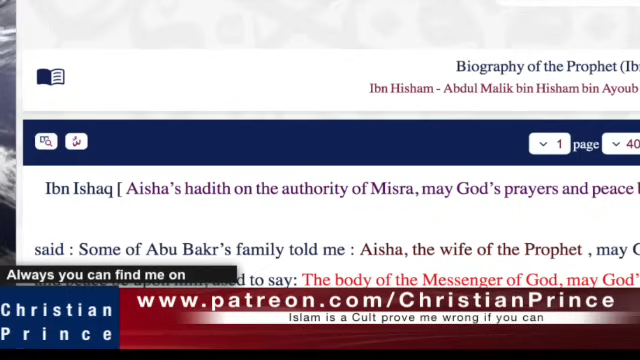 Biography of the Prophet (Ib
Ibn Hisham - Abdul Malik bin Hisham bin Ayoub
1 page 40
Ibn Ishaq [ Aisha's hadith on the authority of Misra, may God's prayers and peace
said : Some of Abu Bakr's family told me : Aisha, the wife of the Prophet , may G
Always you can find me on
used to say: The body of the Messenger of God, may God's
www.patreon.com/ChristianPrince
Christian
Prince
Islam is a Cult prove me wrong if you can